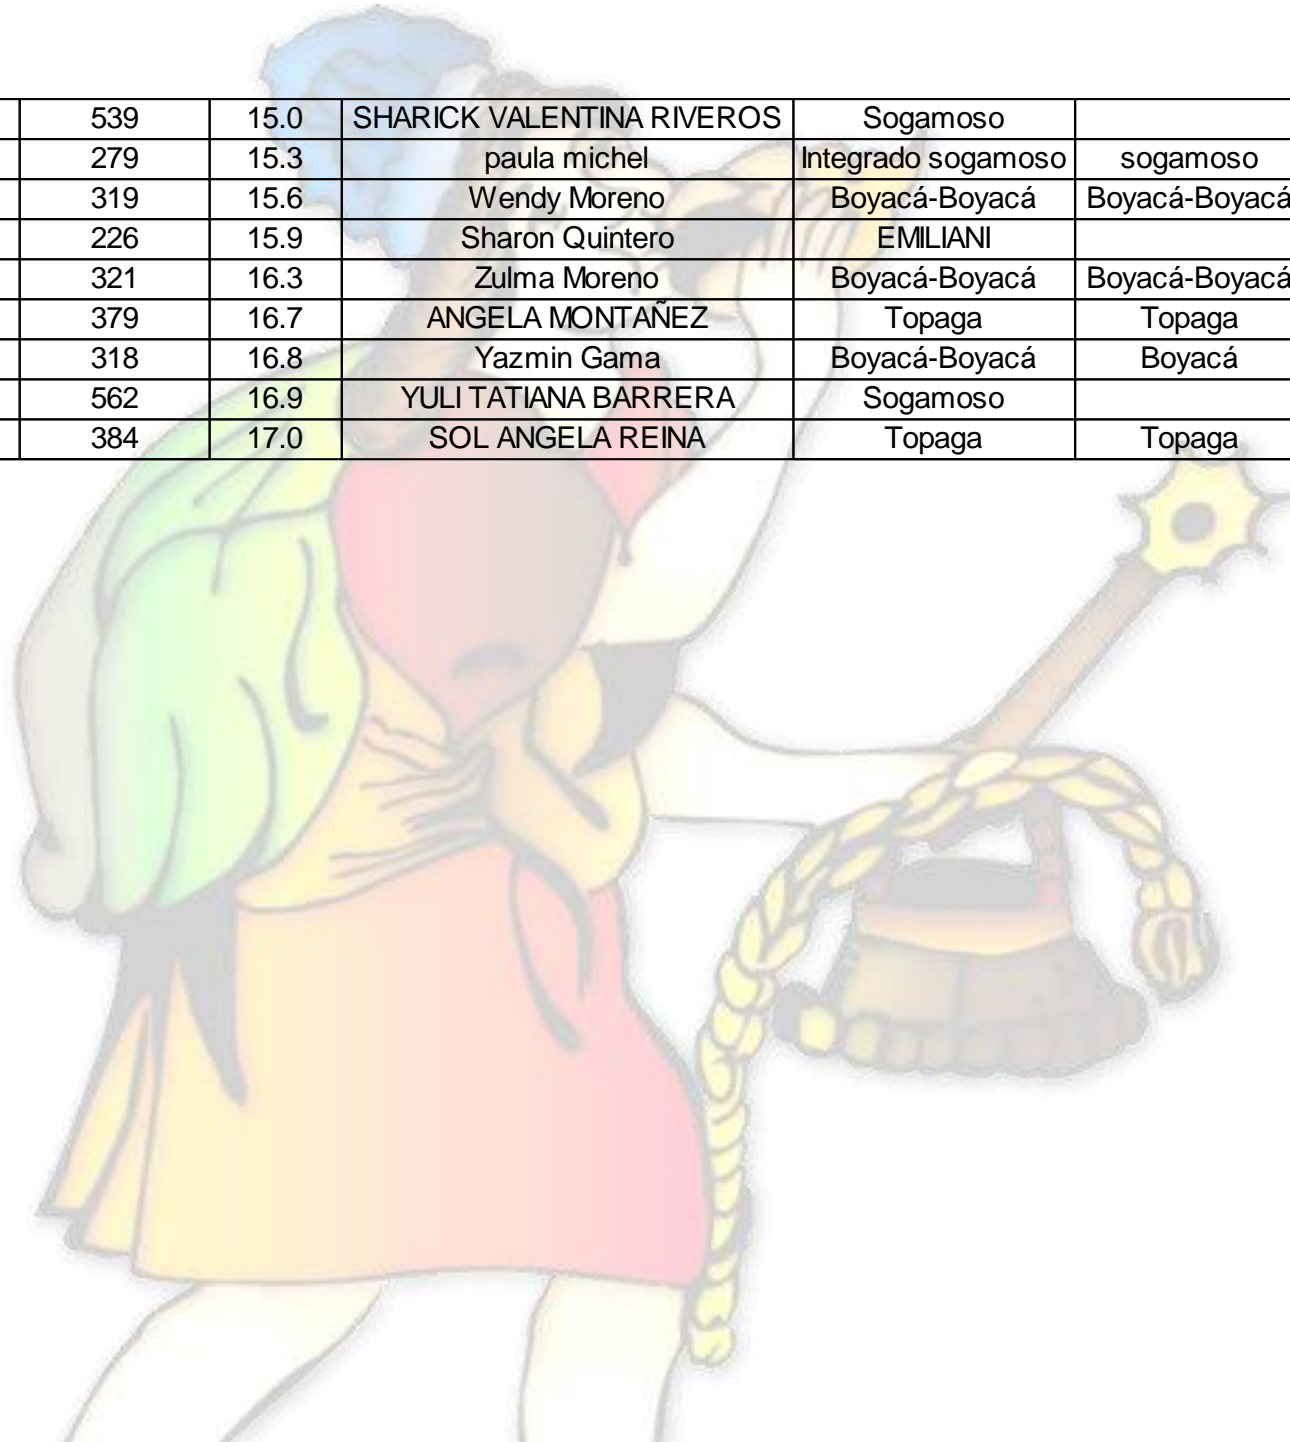 539 15.0 SHARICK VALENTINA RIVEROS Sogamoso
279 15.3 paula michel Integrado sogamoso sogamoso
319 15.6 Wendy Moreno Boyacá-Boyacá Boyacá-Boyacá
226 15.9 Sharon Quintero EMILIANI
321 16.3 Zulma Moreno Boyacá-Boyacá Boyacá-Boyacá
379 16.7 ANGELA MONTAÑEZ Topaga Topaga
318 16.8 Yazmin Gama Boyacá-Boyacá Boyacá
562 16.9 YULI TATIANA BARRERA Sogamoso
384 17.0 SOL ANGELA REINA Topaga Topaga